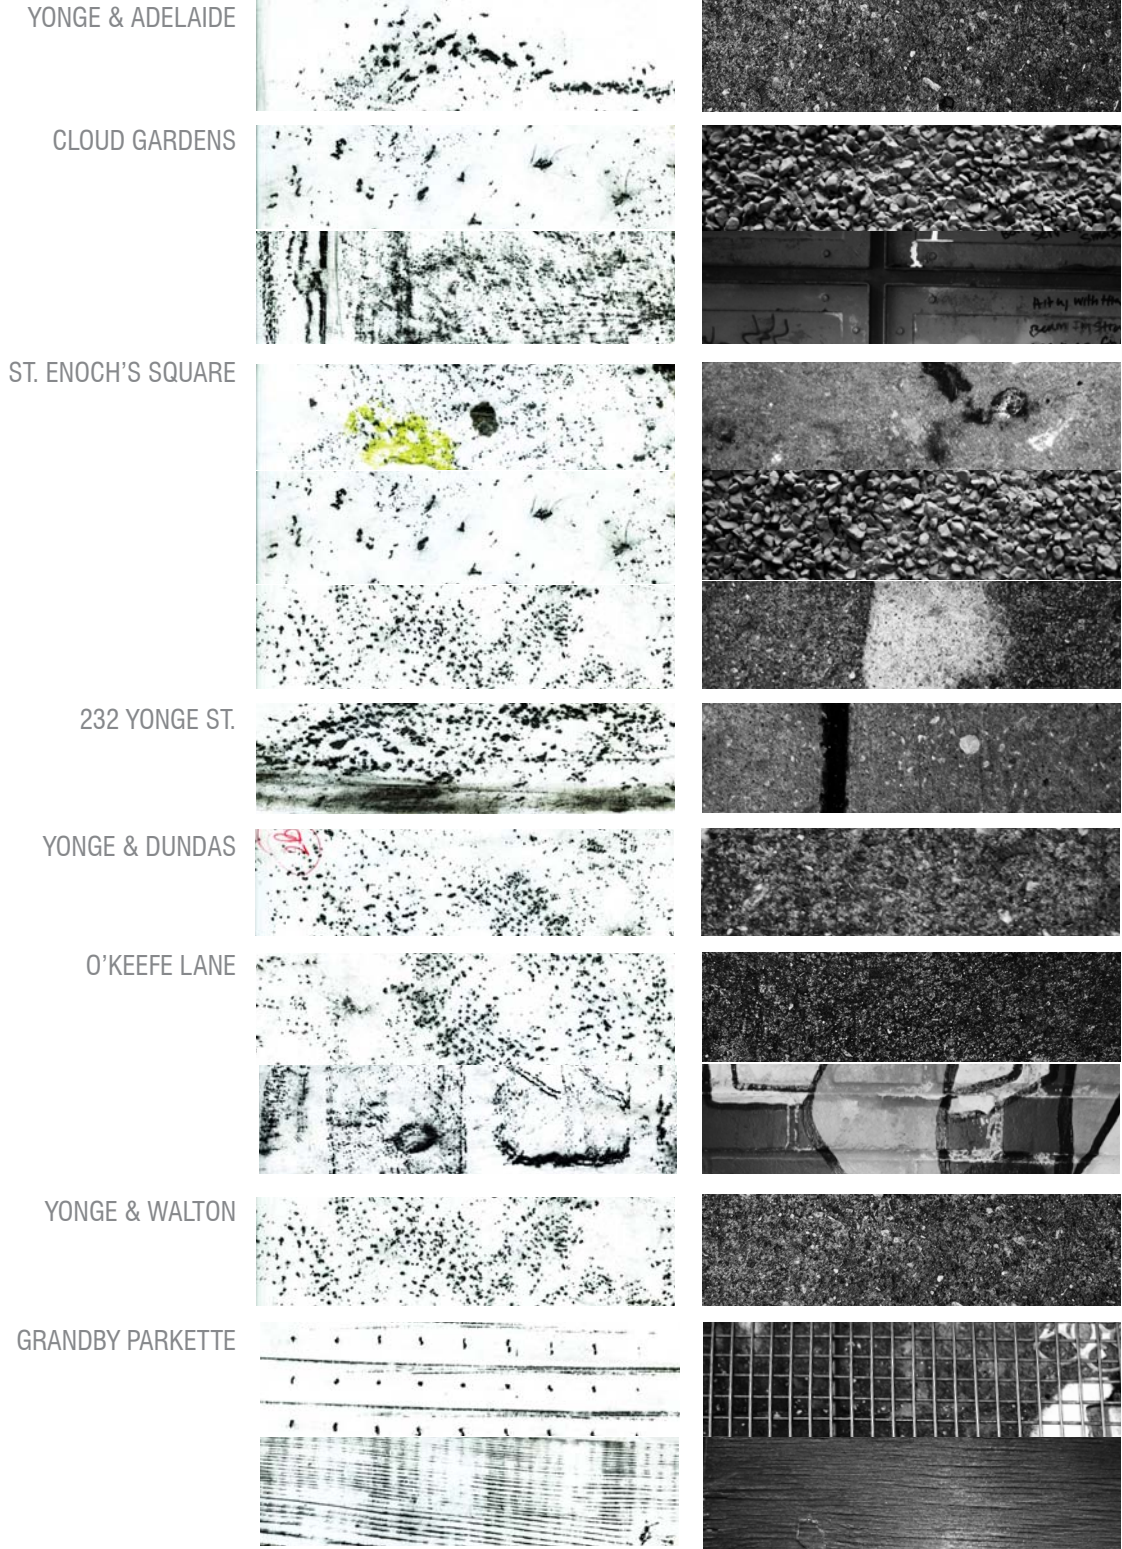 YONGE & ADELAIDE
CLOUD GARDENS
ST. ENOCH'S SQUARE
232 YONGE ST.
YONGE & DUNDAS
O'KEEFE LANE
YONGE & WALTON
GRANDBY PARKETTE